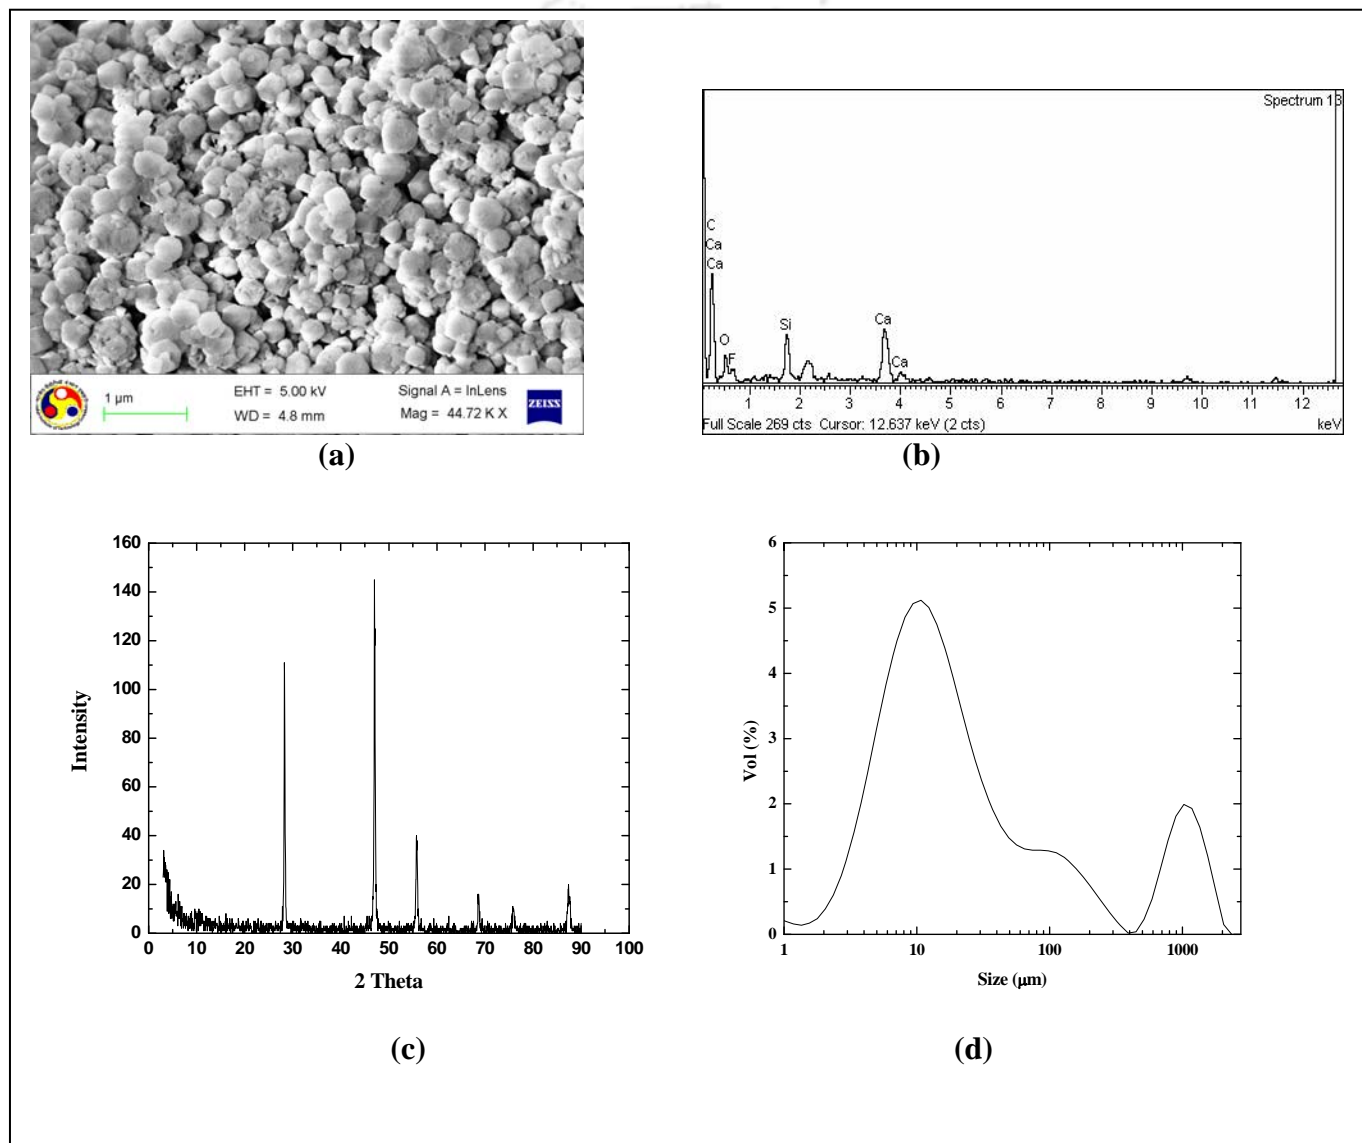 1 µm
EHT = 5.00 kV
WD = 4.8 mm
Signal A = InLens
Mag = 44.72 K X
ZEISS
(a)
Spectrum 13
C
Ca
Ca
O
F
Si
Ca
Ca
1 2 3 4 5 6 7 8 9 10 11 12
Full Scale 269 cts Cursor: 12.637 keV (2 cts)
keV
(b)
160
140
120
100
80
60
40
20
0
Intensity
0 10 20 30 40 50 60 70 80 90 100
2 Theta
(c)
6
5
4
3
2
1
0
Vol (%)
1 10 100 1000
Size (µm)
(d)